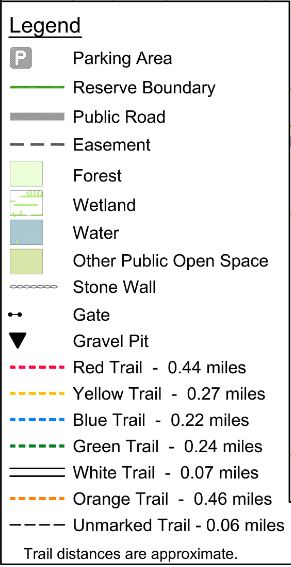 Legend
P Parking Area
Reserve Boundary
Public Road
Easement
Forest
Wetland
Water
Other Public Open Space
Stone Wall
Gate
Gravel Pit
Red Trail - 0.44 miles
Yellow Trail - 0.27 miles
Blue Trail - 0.22 miles
Green Trail - 0.24 miles
White Trail - 0.07 miles
Orange Trail - 0.46 miles
Unmarked Trail - 0.06 miles
Trail distances are approximate.